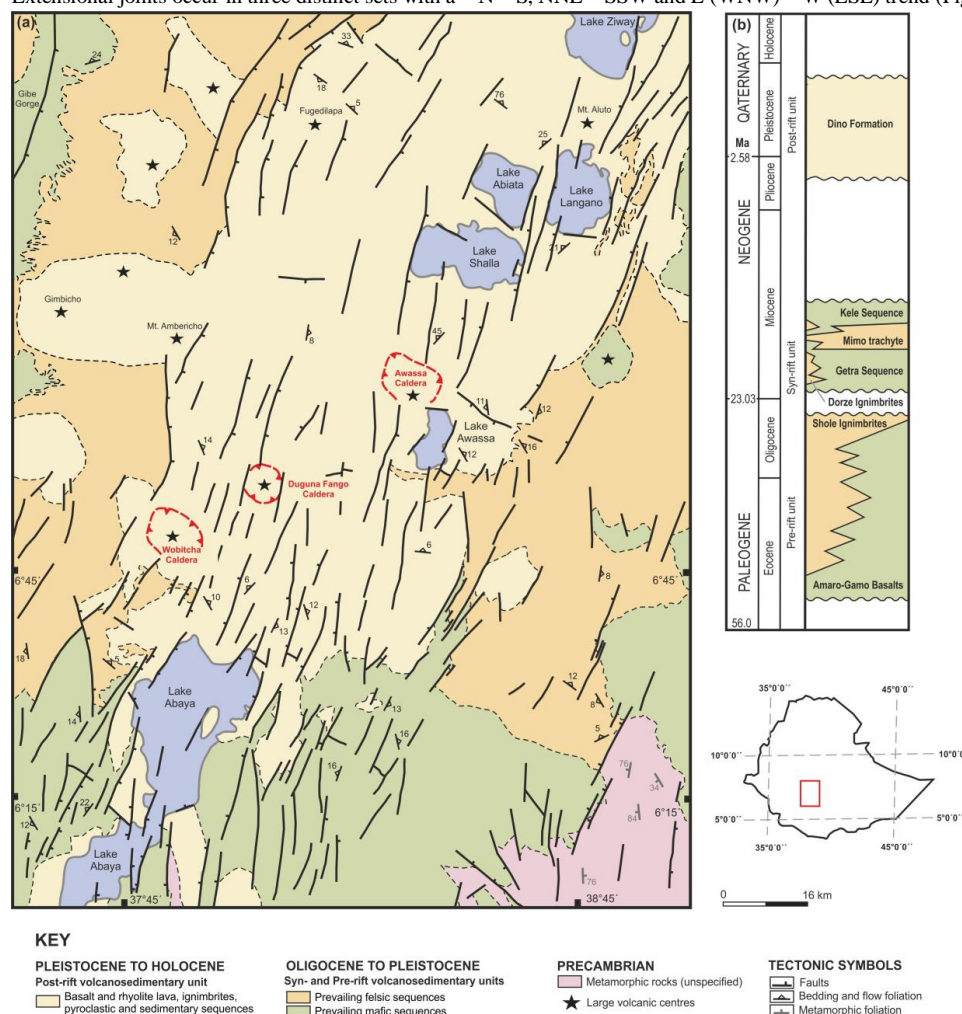 Extensional joints occur in three distinct sets with a ~ N – S, NNE – SSW and E (WNW) – W (ESE) trend (Fig
(a)
Lake Ziway
33
24
18
Gibe
Gorge
Fugedilapa
5
76
Mt. Aluto
25
Lake
Abiata
Lake
Langano
12
21
Lake
Shalla
Gimbicho
Mt. Ambericho
8
45
Awassa
Caldera
11
12
Lake
Awassa
14
12
16
Duguna Fango
Caldera
Wobitcha
Caldera
6
6°45´
6
8
6°45´
10
12
13
18
5
12
Lake
Abaya
8
14
13
5
16
16
76
34
6°15´
22
84
6°15´
12
Lake
Abaya
76
37°45´
38°45´
(b)
QATERNARY
Holocene
Pleistocene
Post-rift unit
Dino Formation
Ma
2.58
Pliocene
NEOGENE
Miocene
Syn-rift unit
Kele Sequence
Mimo trachyte
Getra Sequence
23.03
Dorze Ignimbrites
Shole Ignimbrites
Oligocene
PALEOGENE
Pre-rift unit
Eocene
Amaro-Gamo Basalts
56.0
35°0'0´´
45°0'0´´
10°0'0´´
10°0'0´´
5°0'0´´
5°0'0´´
35°0'0´´
45°0'0´´
0
16 km
KEY
PLEISTOCENE TO HOLOCENE
Post-rift volcanosedimentary unit
Basalt and rhyolite lava, ignimbrites,
pyroclastic and sedimentary sequences
OLIGOCENE TO PLEISTOCENE
Syn- and Pre-rift volcanosedimentary units
Prevailing felsic sequences
Prevailing mafic sequences
PRECAMBRIAN
Metamorphic rocks (unspecified)
Large volcanic centres
TECTONIC SYMBOLS
Faults
Bedding and flow foliation
Metamorphic foliation